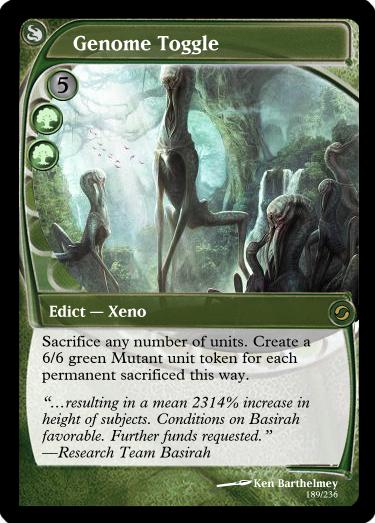 Genome Toggle
5
Edict — Xeno
Sacrifice any number of units. Create a
6/6 green Mutant unit token for each
permanent sacrificed this way.
“…resulting in a mean 2314% increase in
height of subjects. Conditions on Basirah
favorable. Further funds requested.”
—Research Team Basirah
Ken Barthelmey
189/236